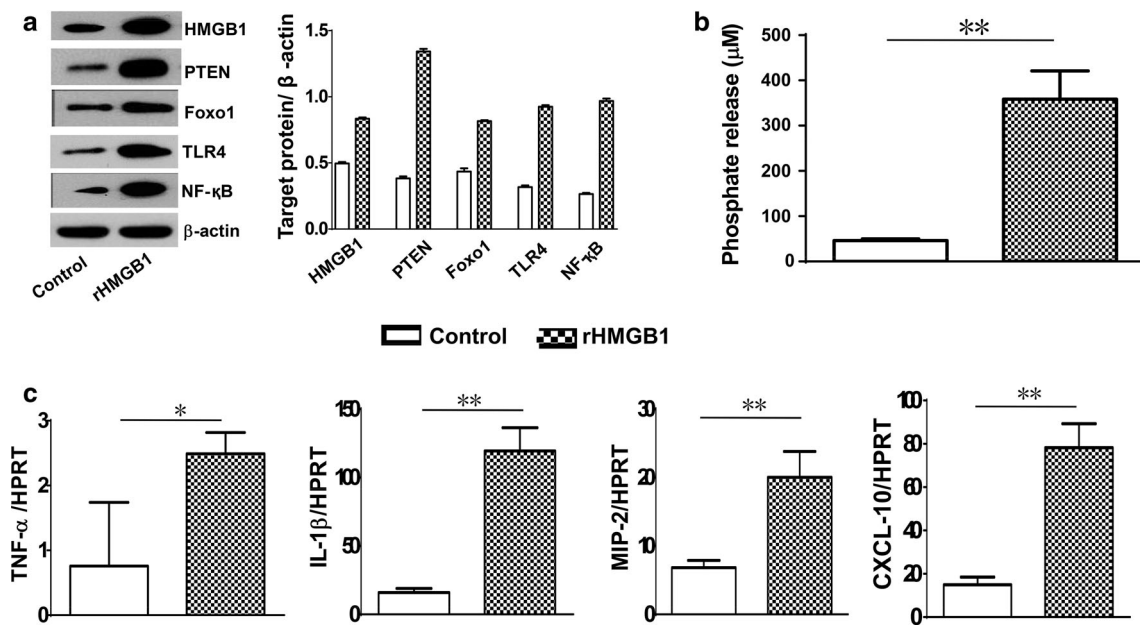 a
HMGB1
PTEN
Foxo1
TLR4
NF-κB
β-actin
Control
rHMGB1
Target protein/ β -actin
1.5
1.0
0.5
0.0
HMGB1
PTEN
Foxo1
TLR4
NF-κB
b
Phosphate release (μM)
500
400
300
200
100
0
**
Control
rHMGB1
c
TNF-α /HPRT
3
2
1
0
*
IL-1β/HPRT
150
100
50
0
**
MIP-2/HPRT
30
20
10
0
**
CXCL-10/HPRT
100
80
60
40
20
0
**